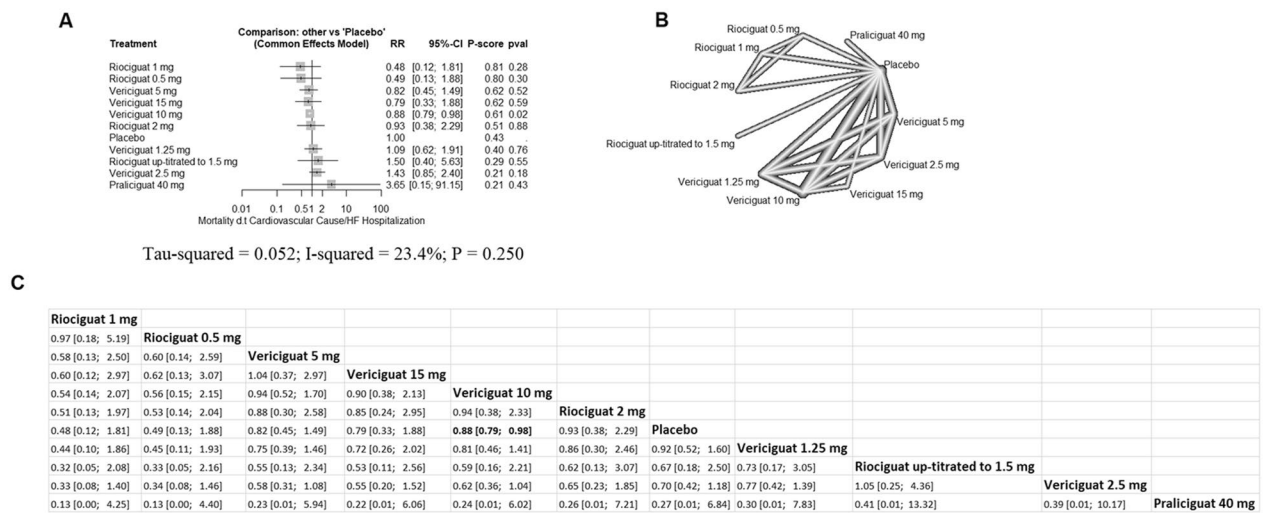 A
Comparison: other vs 'Placebo'
Treatment (Common Effects Model) RR 95%-CI P-score pval
Riociguat 1 mg 0.48 [0.12; 1.81] 0.81 0.28
Riociguat 0.5 mg 0.49 [0.13; 1.88] 0.80 0.30
Vericiguat 5 mg 0.82 [0.45; 1.49] 0.62 0.52
Vericiguat 15 mg 0.79 [0.33; 1.88] 0.62 0.59
Vericiguat 10 mg 0.88 [0.79; 0.98] 0.61 0.02
Riociguat 2 mg 0.93 [0.38; 2.29] 0.51 0.88
Placebo 1.00 0.43 .
Vericiguat 1.25 mg 1.09 [0.62; 1.91] 0.40 0.76
Riociguat up-titrated to 1.5 mg 1.50 [0.40; 5.63] 0.29 0.55
Vericiguat 2.5 mg 1.43 [0.85; 2.40] 0.21 0.18
Praliciguat 40 mg 3.65 [0.15; 91.15] 0.21 0.43
0.01 0.1 0.51 2 10 100
Mortality d.t Cardiovascular Cause/HF Hospitalization
Tau-squared = 0.052; I-squared = 23.4%; P = 0.250
B
Riociguat 0.5 mg
Praliciguat 40 mg
Riociguat 1 mg
Placebo
Riociguat 2 mg
Vericiguat 5 mg
Riociguat up-titrated to 1.5 mg
Vericiguat 2.5 mg
Vericiguat 1.25 mg
Vericiguat 15 mg
Vericiguat 10 mg
C
Riociguat 1 mg
0.97 [0.18; 5.19] Riociguat 0.5 mg
0.58 [0.13; 2.50] 0.60 [0.14; 2.59] Vericiguat 5 mg
0.60 [0.12; 2.97] 0.62 [0.13; 3.07] 1.04 [0.37; 2.97] Vericiguat 15 mg
0.54 [0.14; 2.07] 0.56 [0.15; 2.15] 0.94 [0.52; 1.70] 0.90 [0.38; 2.13] Vericiguat 10 mg
0.51 [0.13; 1.97] 0.53 [0.14; 2.04] 0.88 [0.30; 2.58] 0.85 [0.24; 2.95] 0.94 [0.38; 2.33] Riociguat 2 mg
0.48 [0.12; 1.81] 0.49 [0.13; 1.88] 0.82 [0.45; 1.49] 0.79 [0.33; 1.88] 0.88 [0.79; 0.98] 0.93 [0.38; 2.29] Placebo
0.44 [0.10; 1.86] 0.45 [0.11; 1.93] 0.75 [0.39; 1.46] 0.72 [0.26; 2.02] 0.81 [0.46; 1.41] 0.86 [0.30; 2.46] 0.92 [0.52; 1.60] Vericiguat 1.25 mg
0.32 [0.05; 2.08] 0.33 [0.05; 2.16] 0.55 [0.13; 2.34] 0.53 [0.11; 2.56] 0.59 [0.16; 2.21] 0.62 [0.13; 3.07] 0.67 [0.18; 2.50] 0.73 [0.17; 3.05] Riociguat up-titrated to 1.5 mg
0.33 [0.08; 1.40] 0.34 [0.08; 1.46] 0.58 [0.31; 1.08] 0.55 [0.20; 1.52] 0.62 [0.36; 1.04] 0.65 [0.23; 1.85] 0.70 [0.42; 1.18] 0.77 [0.42; 1.39] 1.05 [0.25; 4.36] Vericiguat 2.5 mg
0.13 [0.00; 4.25] 0.13 [0.00; 4.40] 0.23 [0.01; 5.94] 0.22 [0.01; 6.06] 0.24 [0.01; 6.02] 0.26 [0.01; 7.21] 0.27 [0.01; 6.84] 0.30 [0.01; 7.83] 0.41 [0.01; 13.32] 0.39 [0.01; 10.17] Praliciguat 40 mg